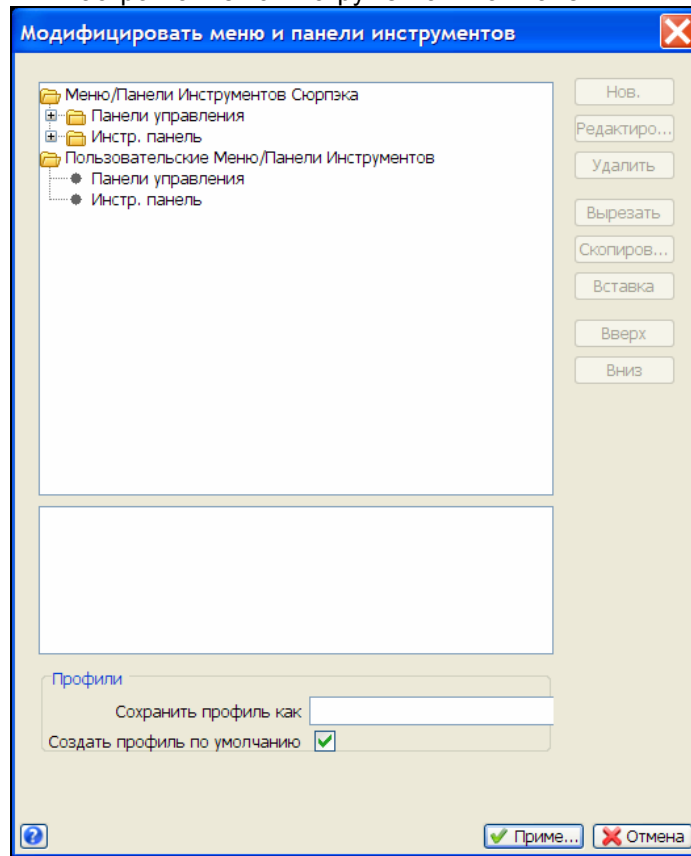 Модифицировать меню и панели инструментов
Меню/Панели Инструментов Сюрпэка
Панели управления
Инстр. панель
Пользовательские Меню/Панели Инструментов
Панели управления
Инстр. панель
Нов.
Редактиро...
Удалить
Вырезать
Скопиров...
Вставка
Вверх
Вниз
Профили
Сохранить профиль как
Создать профиль по умолчанию
Приме...
Отмена